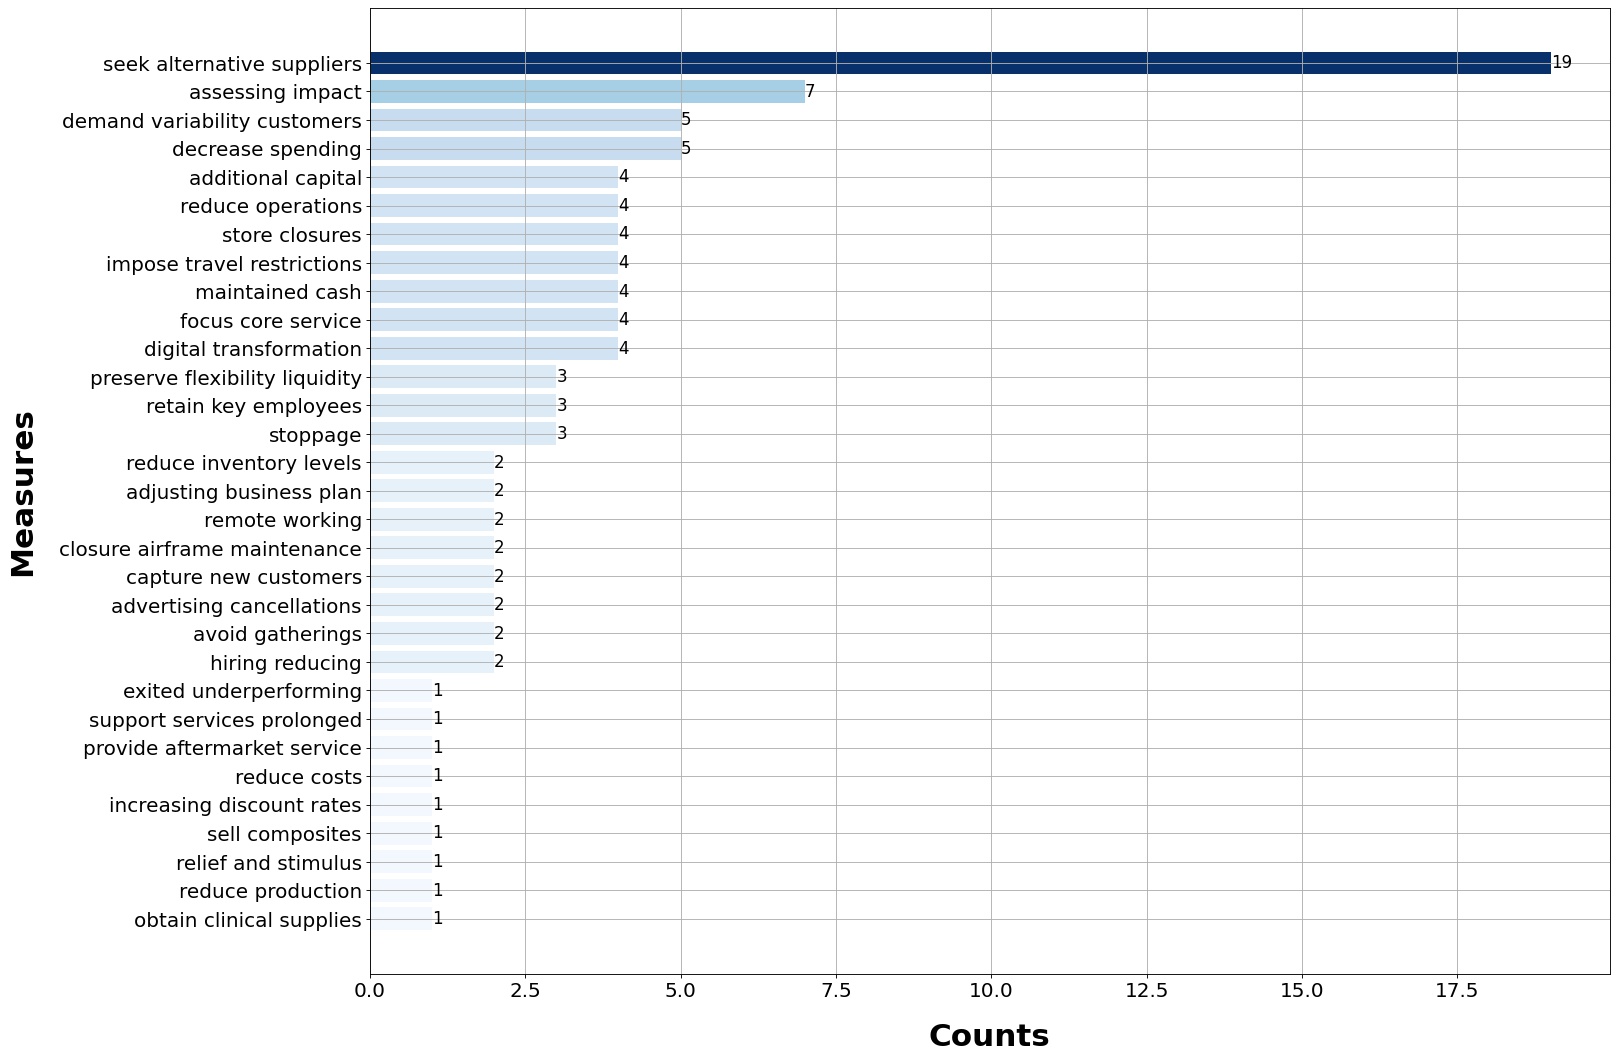 seek alternative suppliers 19
assessing impact 7
demand variability customers 5
decrease spending 5
additional capital 4
reduce operations 4
store closures 4
impose travel restrictions 4
maintained cash 4
focus core service 4
digital transformation 4
preserve flexibility liquidity 3
retain key employees 3
stoppage 3
reduce inventory levels 2
adjusting business plan 2
remote working 2
closure airframe maintenance 2
capture new customers 2
advertising cancellations 2
avoid gatherings 2
hiring reducing 2
exited underperforming 1
support services prolonged 1
provide aftermarket service 1
reduce costs 1
increasing discount rates 1
sell composites 1
relief and stimulus 1
reduce production 1
obtain clinical supplies 1
Measures
0.0 2.5 5.0 7.5 10.0 12.5 15.0 17.5
Counts